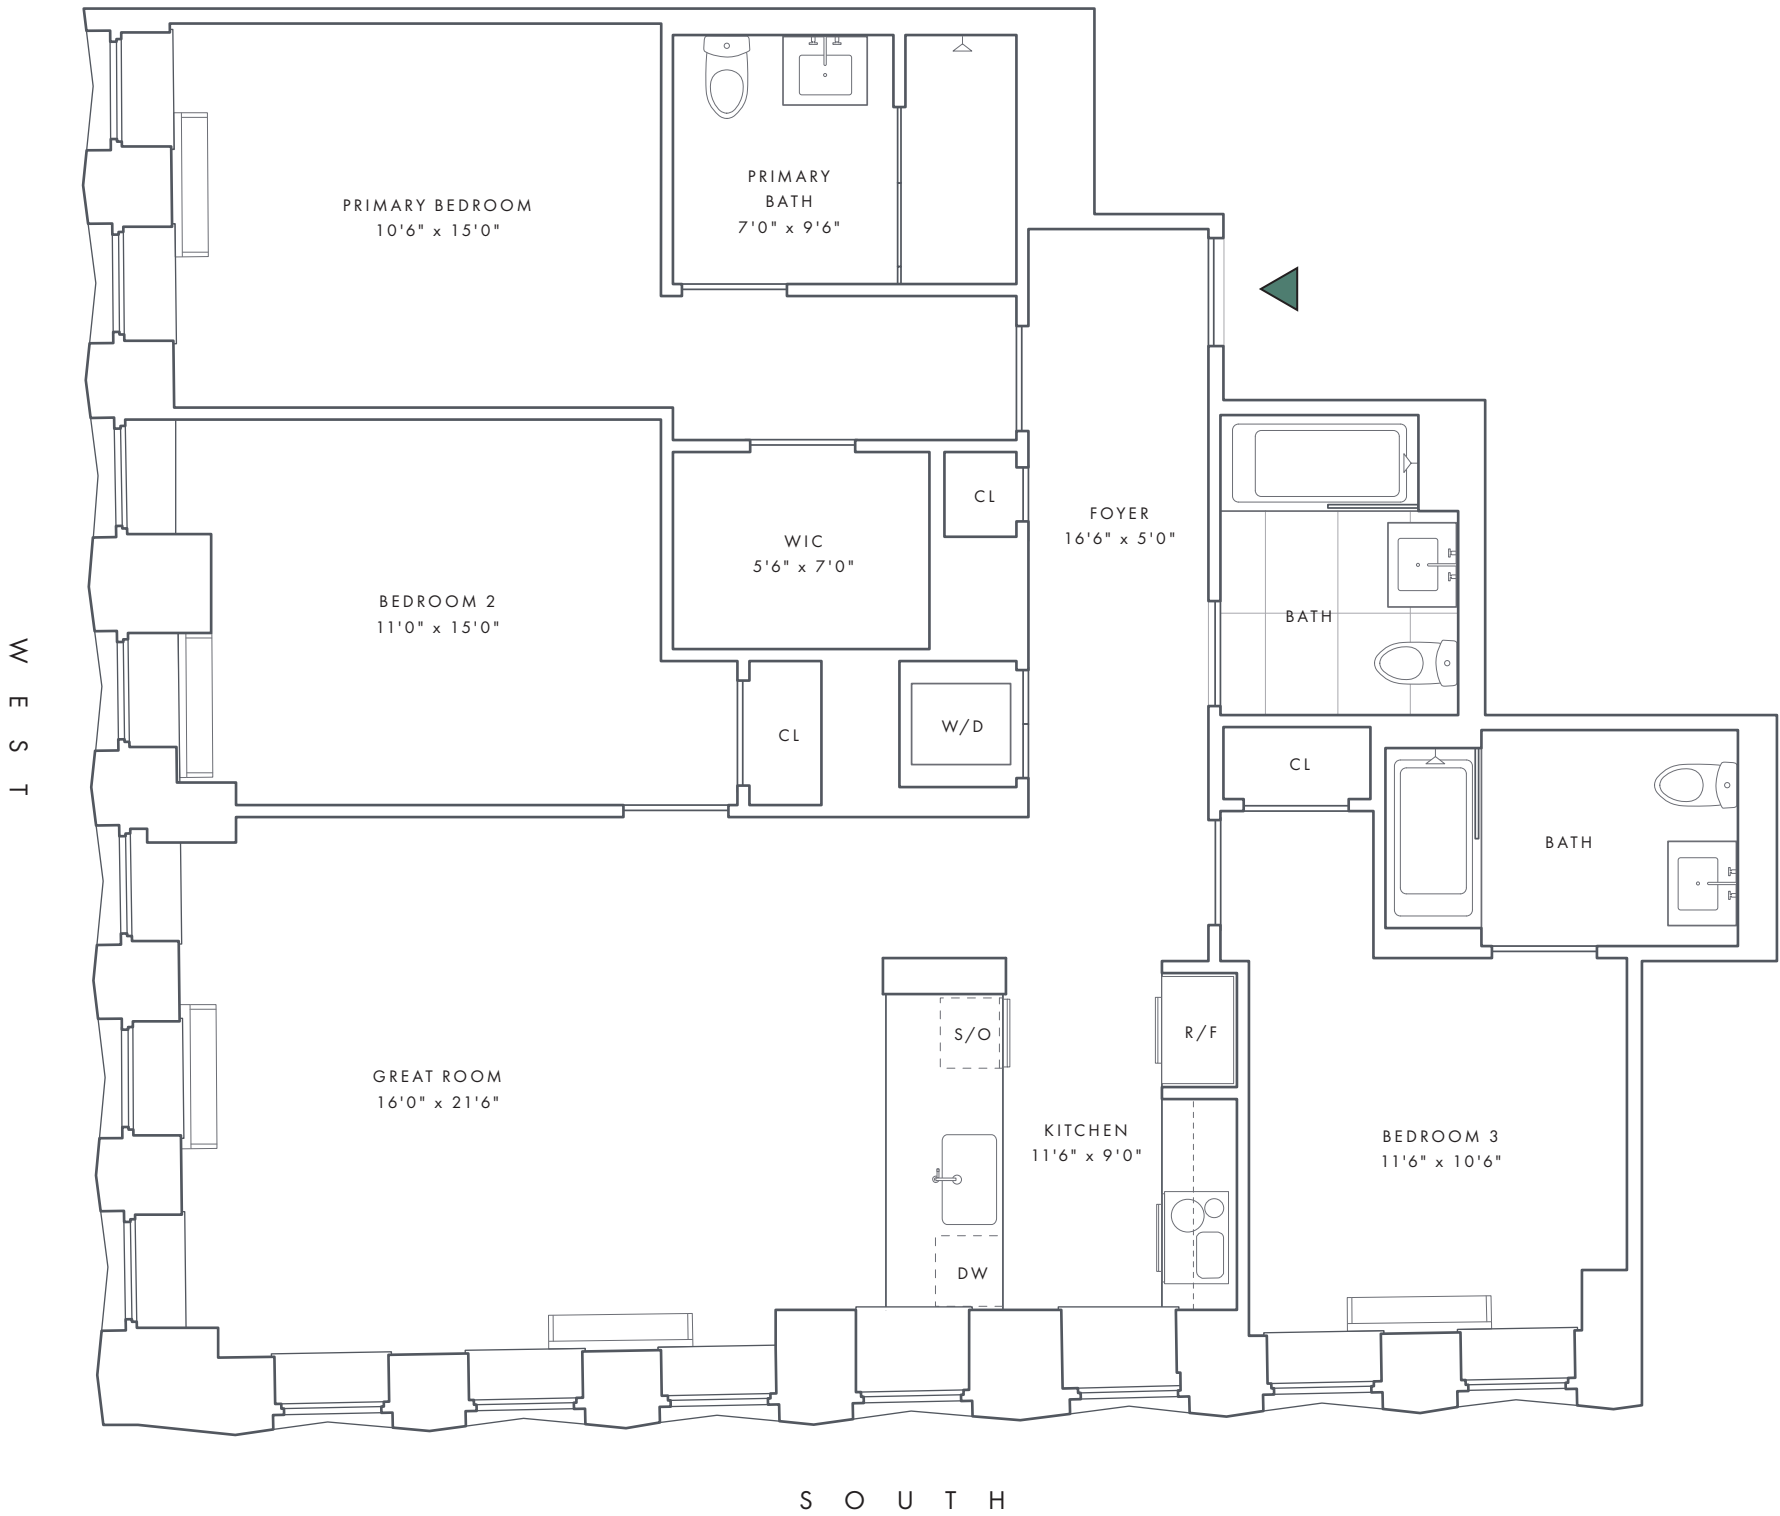 PRIMARY BEDROOM
10'6" x 15'0"
PRIMARY
BATH
7'0" x 9'6"
CL
FOYER
16'6" x 5'0"
WIC
5'6" x 7'0"
BEDROOM 2
11'0" x 15'0"
BATH
WEST
CL
W/D
CL
BATH
GREAT ROOM
16'0" x 21'6"
S/O
R/F
KITCHEN
11'6" x 9'0"
BEDROOM 3
11'6" x 10'6"
DW
SOUTH